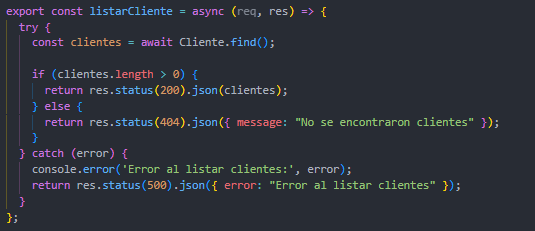 export const listarCliente = async (req, res) => {
  try {
    const clientes = await Cliente.find();

    if (clientes.length > 0) {
      return res.status(200).json(clientes);
    } else {
      return res.status(404).json({ message: "No se encontraron clientes" });
    }
  } catch (error) {
    console.error('Error al listar clientes:', error);
    return res.status(500).json({ error: "Error al listar clientes" });
  }
};